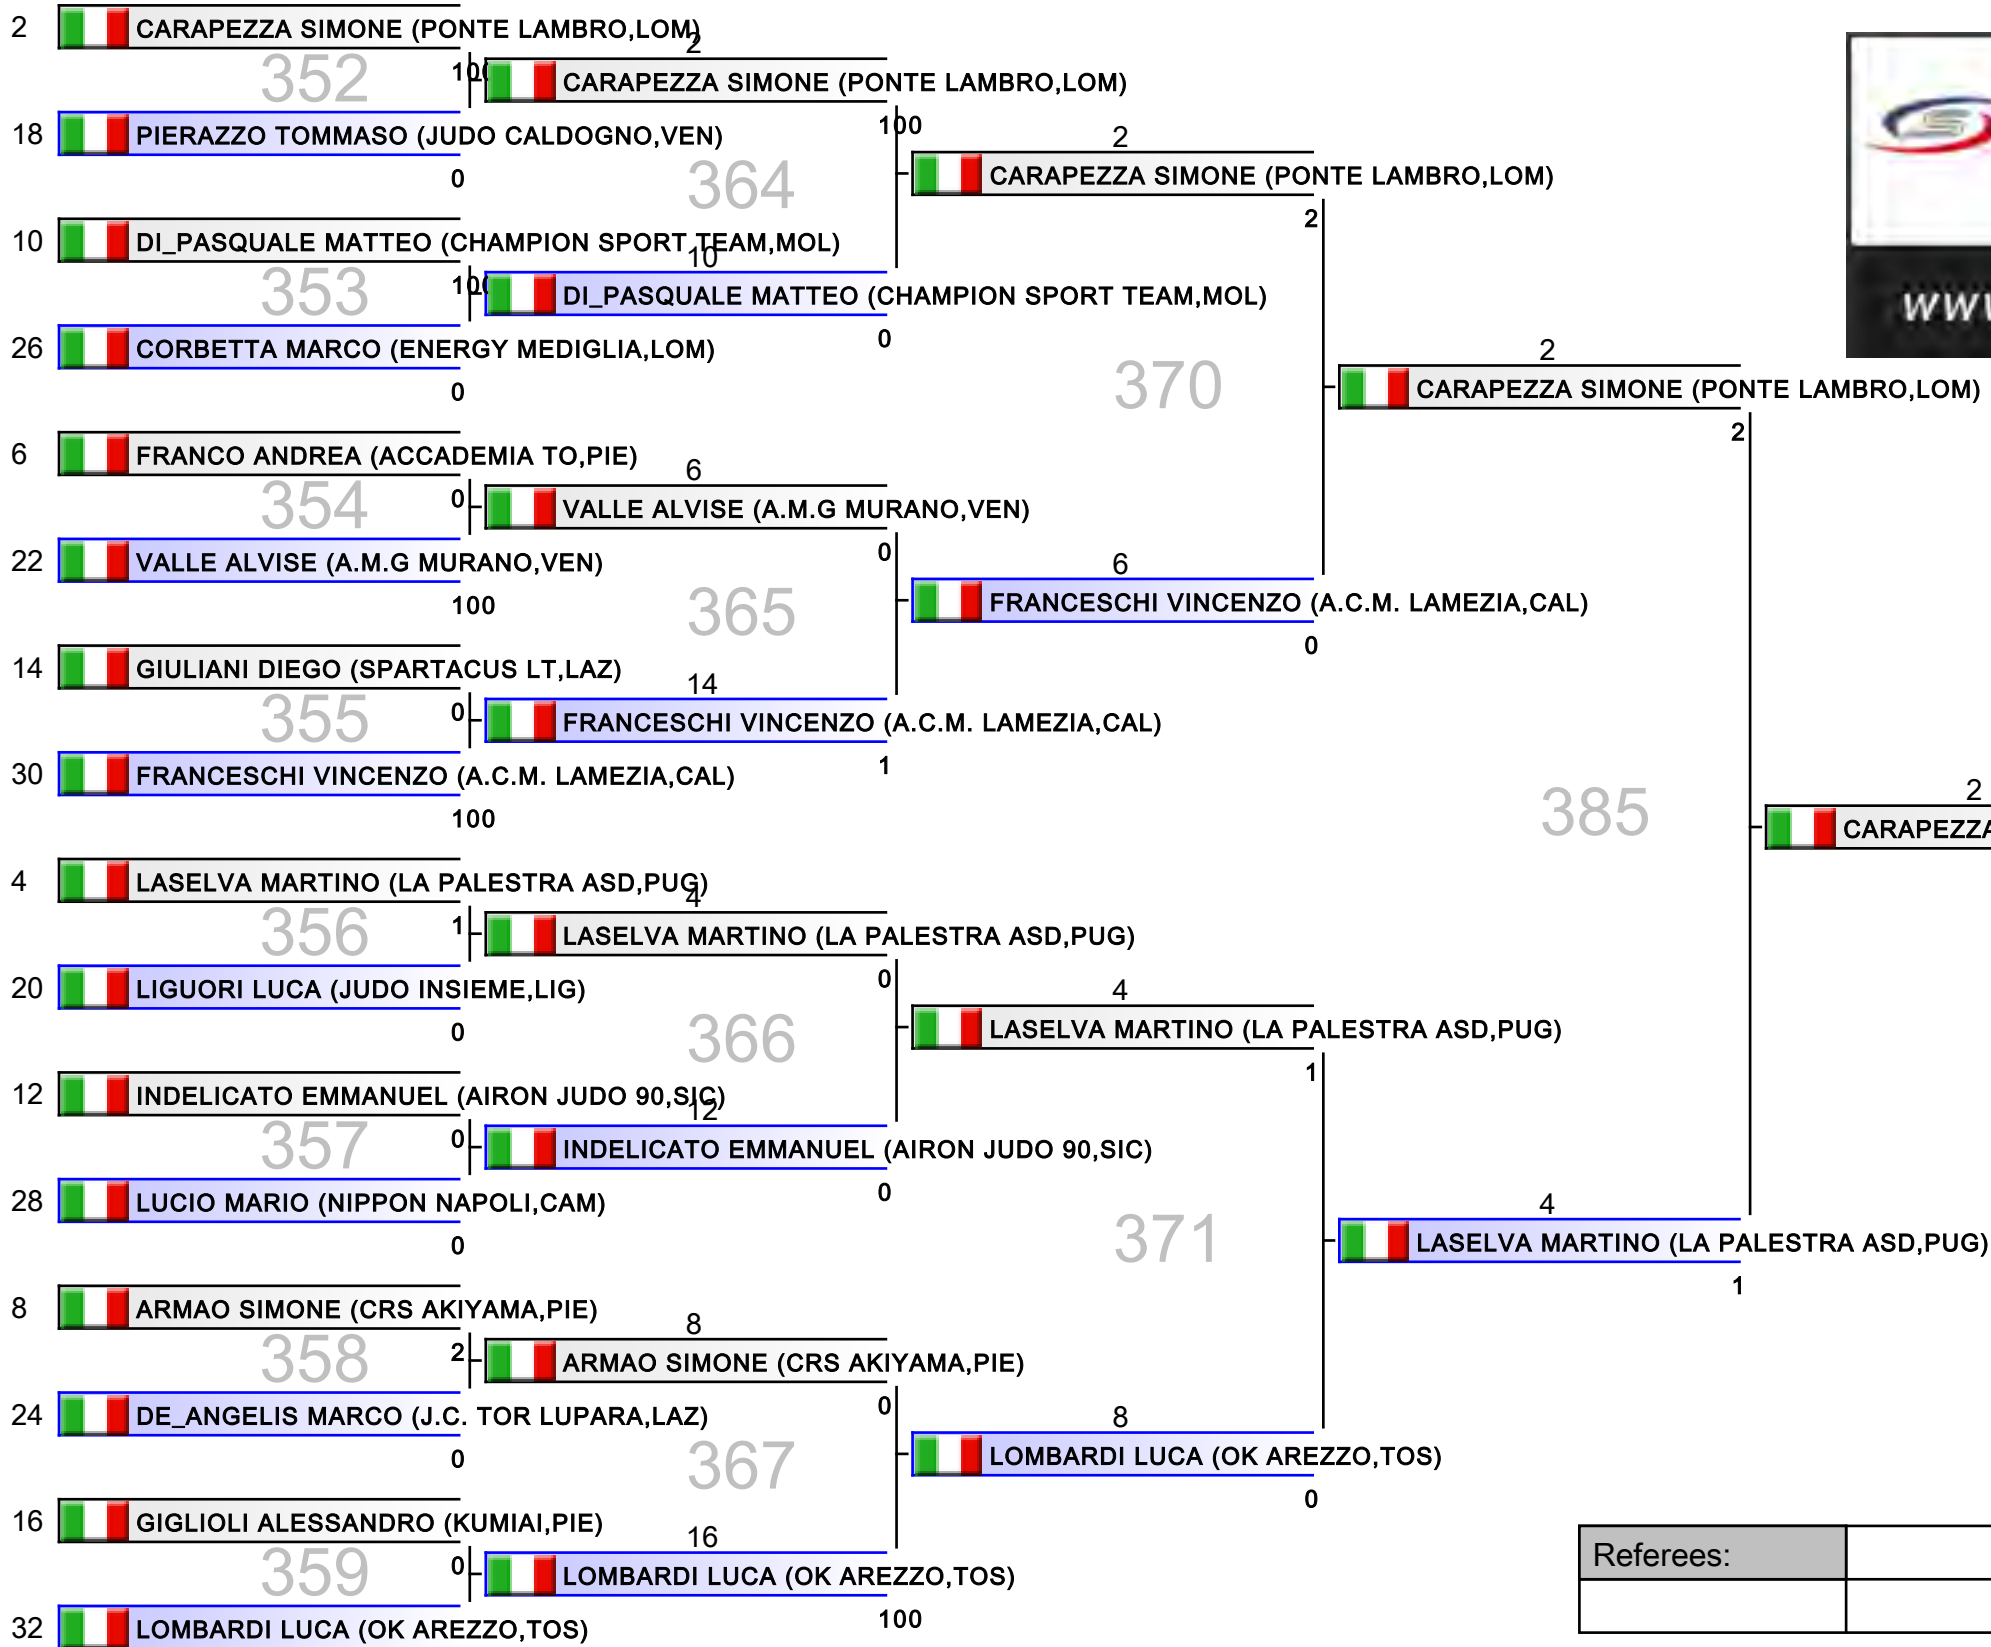 2 CARAPEZZA SIMONE (PONTE LAMBRO,LOM)
352
100
18 PIERAZZO TOMMASO (JUDO CALDOGNO,VEN)
0
10 DI_PASQUALE MATTEO (CHAMPION SPORT TEAM,MOL)
353
100
26 CORBETTA MARCO (ENERGY MEDIGLIA,LOM)
0
6 FRANCO ANDREA (ACCADEMIA TO,PIE)
354
0
22 VALLE ALVISE (A.M.G MURANO,VEN)
100
14 GIULIANI DIEGO (SPARTACUS LT,LAZ)
355
0
30 FRANCESCHI VINCENZO (A.C.M. LAMEZIA,CAL)
100
4 LASELVA MARTINO (LA PALESTRA ASD,PUG)
356
1
20 LIGUORI LUCA (JUDO INSIEME,LIG)
0
12 INDELICATO EMMANUEL (AIRON JUDO 90,SIC)
357
0
28 LUCIO MARIO (NIPPON NAPOLI,CAM)
0
8 ARMAO SIMONE (CRS AKIYAMA,PIE)
358
2
24 DE_ANGELIS MARCO (J.C. TOR LUPARA,LAZ)
0
16 GIGLIOLI ALESSANDRO (KUMIAI,PIE)
359
0
32 LOMBARDI LUCA (OK AREZZO,TOS)
2
CARAPEZZA SIMONE (PONTE LAMBRO,LOM)
100
364
10
DI_PASQUALE MATTEO (CHAMPION SPORT TEAM,MOL)
0
6
VALLE ALVISE (A.M.G MURANO,VEN)
0
365
14
FRANCESCHI VINCENZO (A.C.M. LAMEZIA,CAL)
1
4
LASELVA MARTINO (LA PALESTRA ASD,PUG)
0
366
12
INDELICATO EMMANUEL (AIRON JUDO 90,SIC)
0
8
ARMAO SIMONE (CRS AKIYAMA,PIE)
0
367
16
LOMBARDI LUCA (OK AREZZO,TOS)
100
2
CARAPEZZA SIMONE (PONTE LAMBRO,LOM)
2
370
6
FRANCESCHI VINCENZO (A.C.M. LAMEZIA,CAL)
0
4
LASELVA MARTINO (LA PALESTRA ASD,PUG)
1
371
8
LOMBARDI LUCA (OK AREZZO,TOS)
0
2
CARAPEZZA SIMONE (PONTE LAMBRO,LOM)
2
385
4
LASELVA MARTINO (LA PALESTRA ASD,PUG)
1
2
CARAPEZZA
Referees: